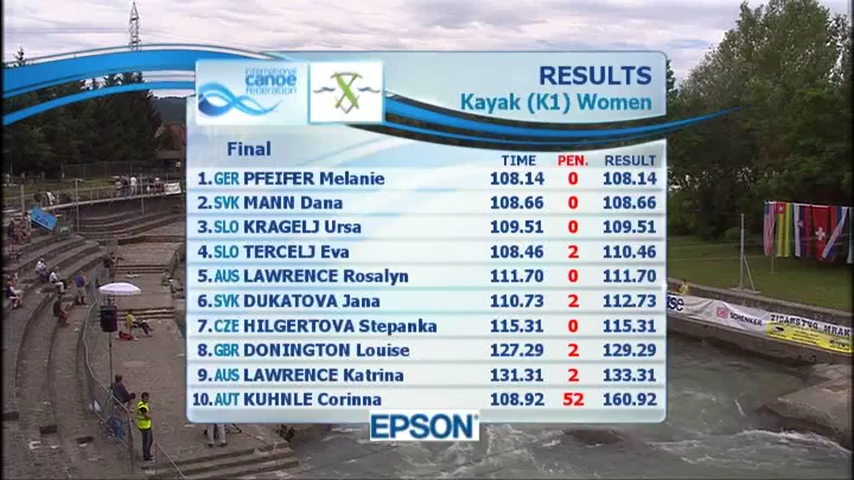 international
canoe
federation
RESULTS
Kayak (K1) Women
Final
TIME PEN. RESULT
1. GER PFEIFER Melanie 108.14 0 108.14
2. SVK MANN Dana 108.66 0 108.66
3. SLO KRAGELJ Ursa 109.51 0 109.51
4. SLO TERCELJ Eva 108.46 2 110.46
5. AUS LAWRENCE Rosalyn 111.70 0 111.70
6. SVK DUKATOVA Jana 110.73 2 112.73
7. CZE HILGERTOVA Stepanka 115.31 0 115.31
8. GBR DONINGTON Louise 127.29 2 129.29
9. AUS LAWRENCE Katrina 131.31 2 133.31
10. AUT KUHNLE Corinna 108.92 52 160.92
EPSON
DB SCHENKER
ZIDARSTVO MRAK